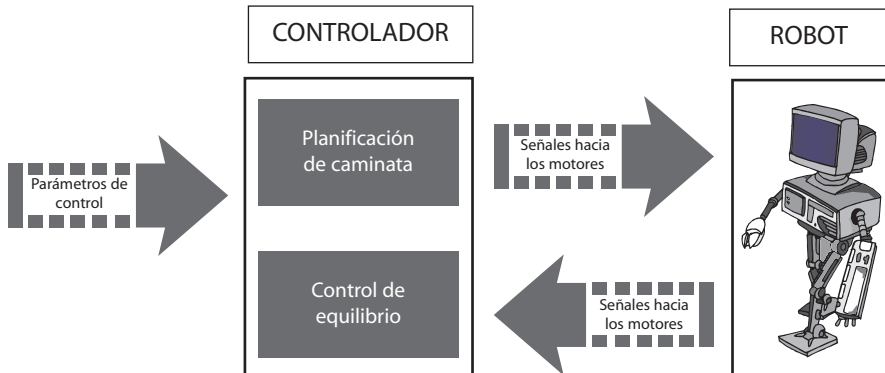 CONTROLADOR
ROBOT
Parámetros de
control
Planificación
de caminata
Señales hacia
los motores
Control de
equilibrio
Señales hacia
los motores